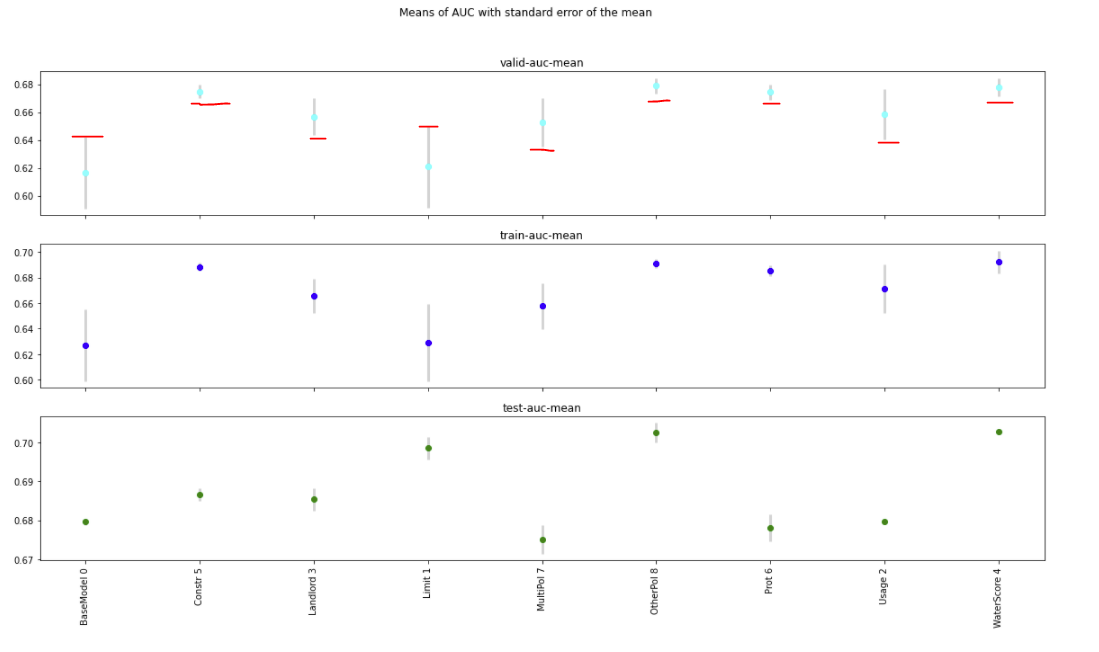 Means of AUC with standard error of the mean
valid-auc-mean
0.68
0.66
0.64
0.62
0.60
train-auc-mean
0.70
0.68
0.66
0.64
0.62
0.60
test-auc-mean
0.70
0.69
0.68
0.67
BaseModel 0
Constr 5
Landlord 3
Limit 1
MultiPol 7
OtherPol 8
Prot 6
Usage 2
WaterScore 4